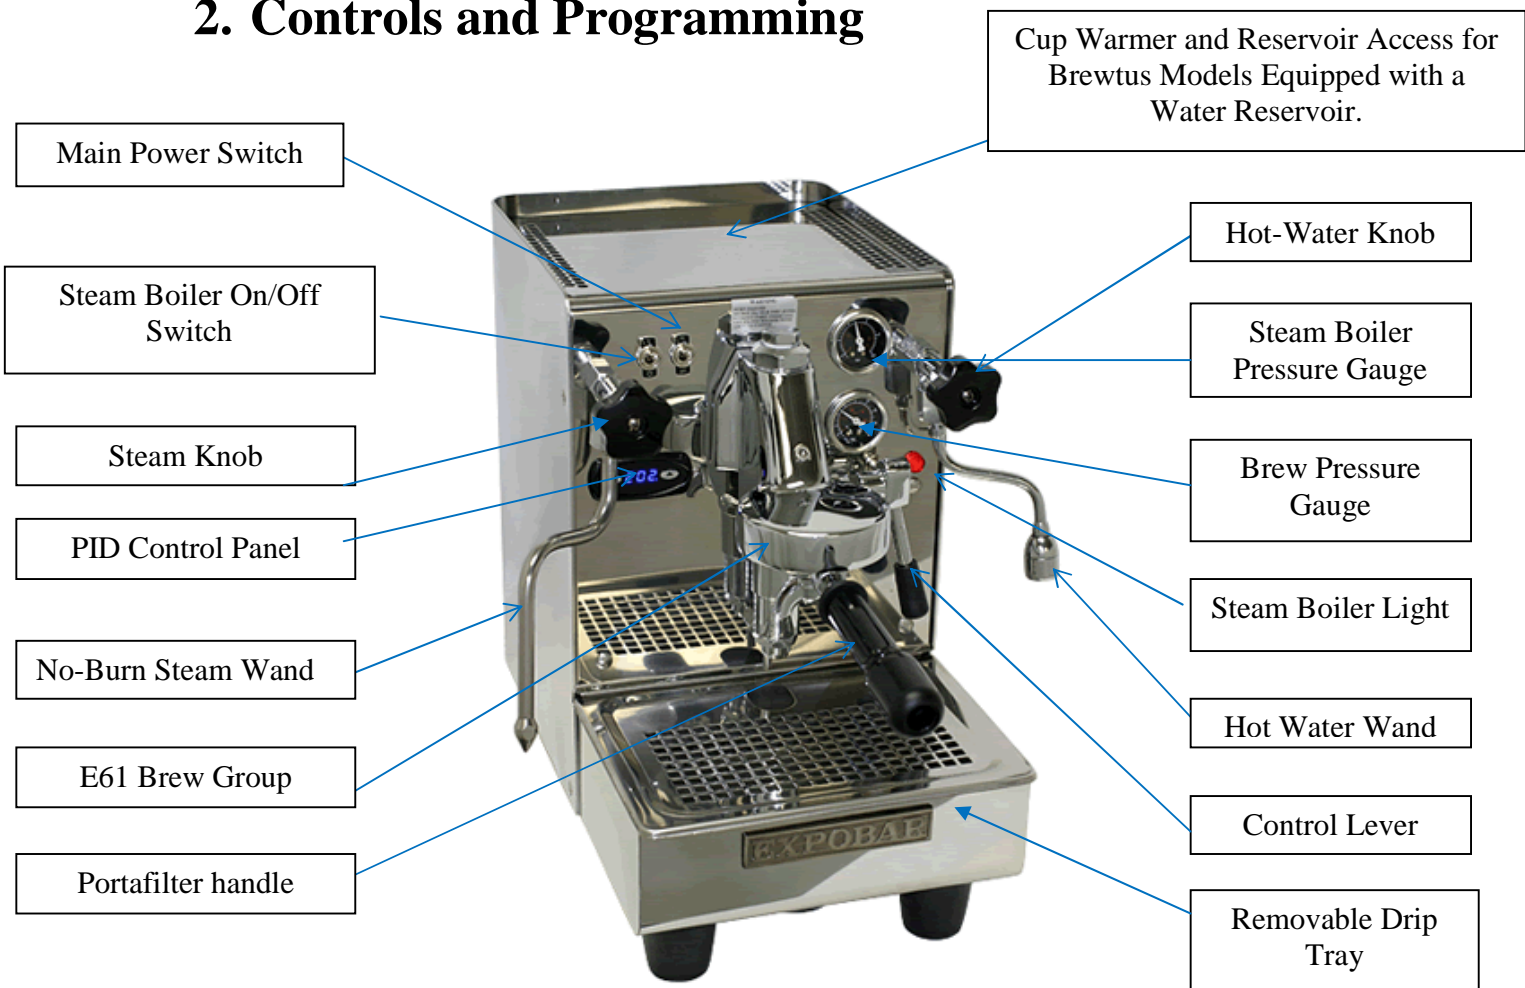 2. Controls and Programming
Cup Warmer and Reservoir Access for
Brewtus Models Equipped with a
Water Reservoir.
Main Power Switch
Hot-Water Knob
Steam Boiler On/Off
Switch
Steam Boiler
Pressure Gauge
Steam Knob
Brew Pressure
Gauge
202
PID Control Panel
Steam Boiler Light
No-Burn Steam Wand
Hot Water Wand
E61 Brew Group
Control Lever
EXPOBAR
Portafilter handle
Removable Drip
Tray